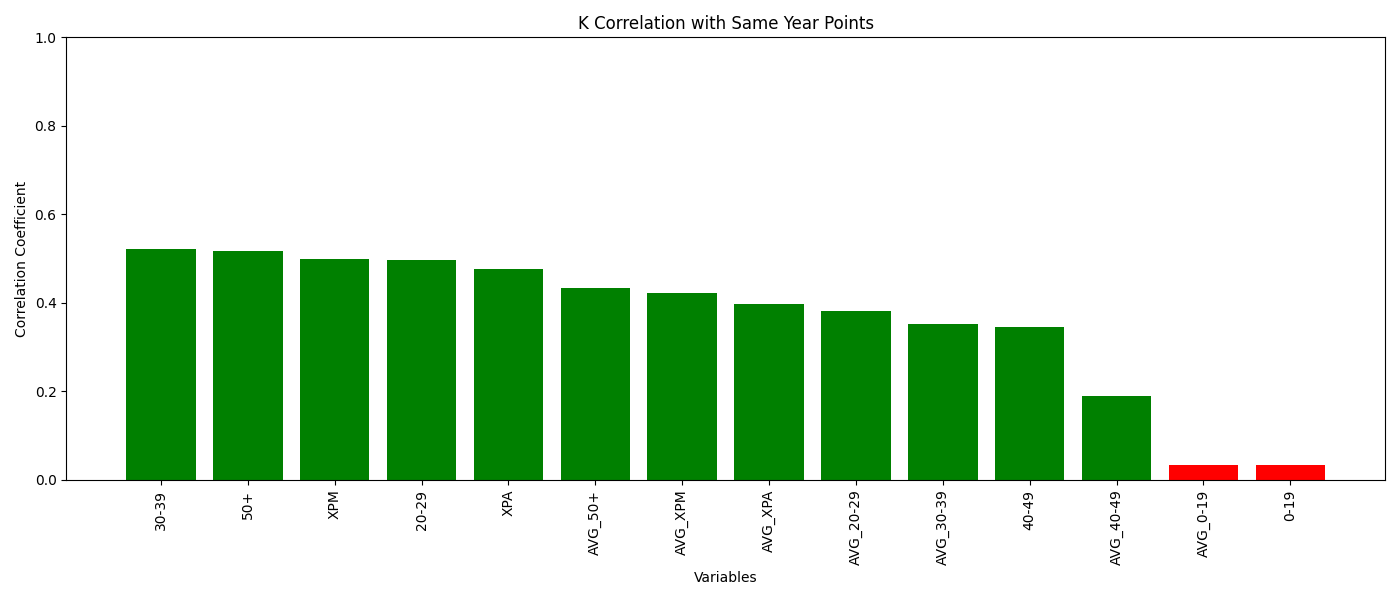 K Correlation with Same Year Points
1.0
0.8
0.6
0.4
0.2
0.0
Correlation Coefficient
30-39
50+
XPM
20-29
XPA
AVG_50+
AVG_XPM
AVG_XPA
AVG_20-29
AVG_30-39
40-49
AVG_40-49
AVG_0-19
0-19
Variables